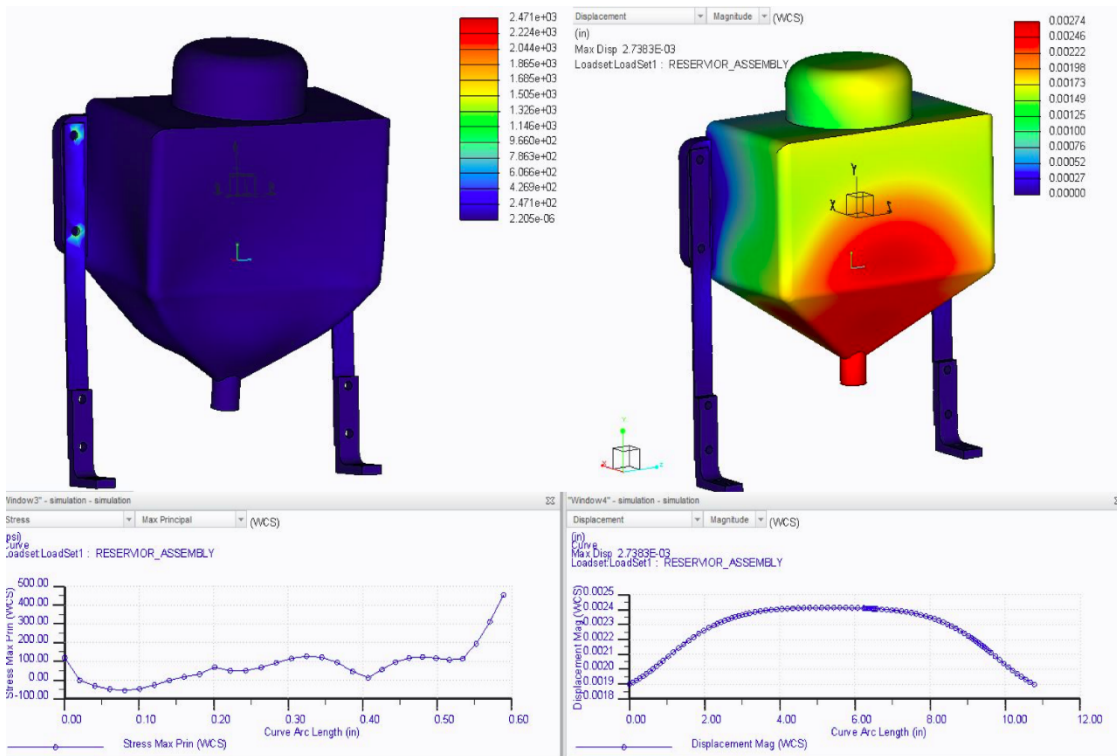 2.471e+03
2.224e+03
2.044e+03
1.865e+03
1.685e+03
1.505e+03
1.326e+03
1.146e+03
9.660e+02
7.863e+02
6.066e+02
4.269e+02
2.471e+02
2.205e-06
Displacement Magnitude (WCS)
(in)
Max Disp 2.7383E-03
Loadset:LoadSet1 : RESERVIOR_ASSEMBLY
0.00274
0.00246
0.00222
0.00198
0.00173
0.00149
0.00125
0.00100
0.00076
0.00052
0.00027
0.00000
Y
X Z
Window3" - simulation - simulation
Stress Max Principal (WCS)
psi)
Curve
Loadset:LoadSet1 : RESERVIOR_ASSEMBLY
Stress Max Prin (WCS)
500.00
400.00
300.00
200.00
100.00
0.00
-100.00
0.00 0.10 0.20 0.30 0.40 0.50 0.60
Curve Arc Length (in)
Stress Max Prin (WCS)
"Window4" - simulation - simulation
Displacement Magnitude (WCS)
(in)
Curve
Max Disp 2.7383E-03
Loadset:LoadSet1 : RESERVIOR_ASSEMBLY
Displacement Mag (WCS)
0.0025
0.0024
0.0023
0.0022
0.0021
0.0020
0.0019
0.0018
0.00 2.00 4.00 6.00 8.00 10.00 12.00
Curve Arc Length (in)
Displacement Mag (WCS)